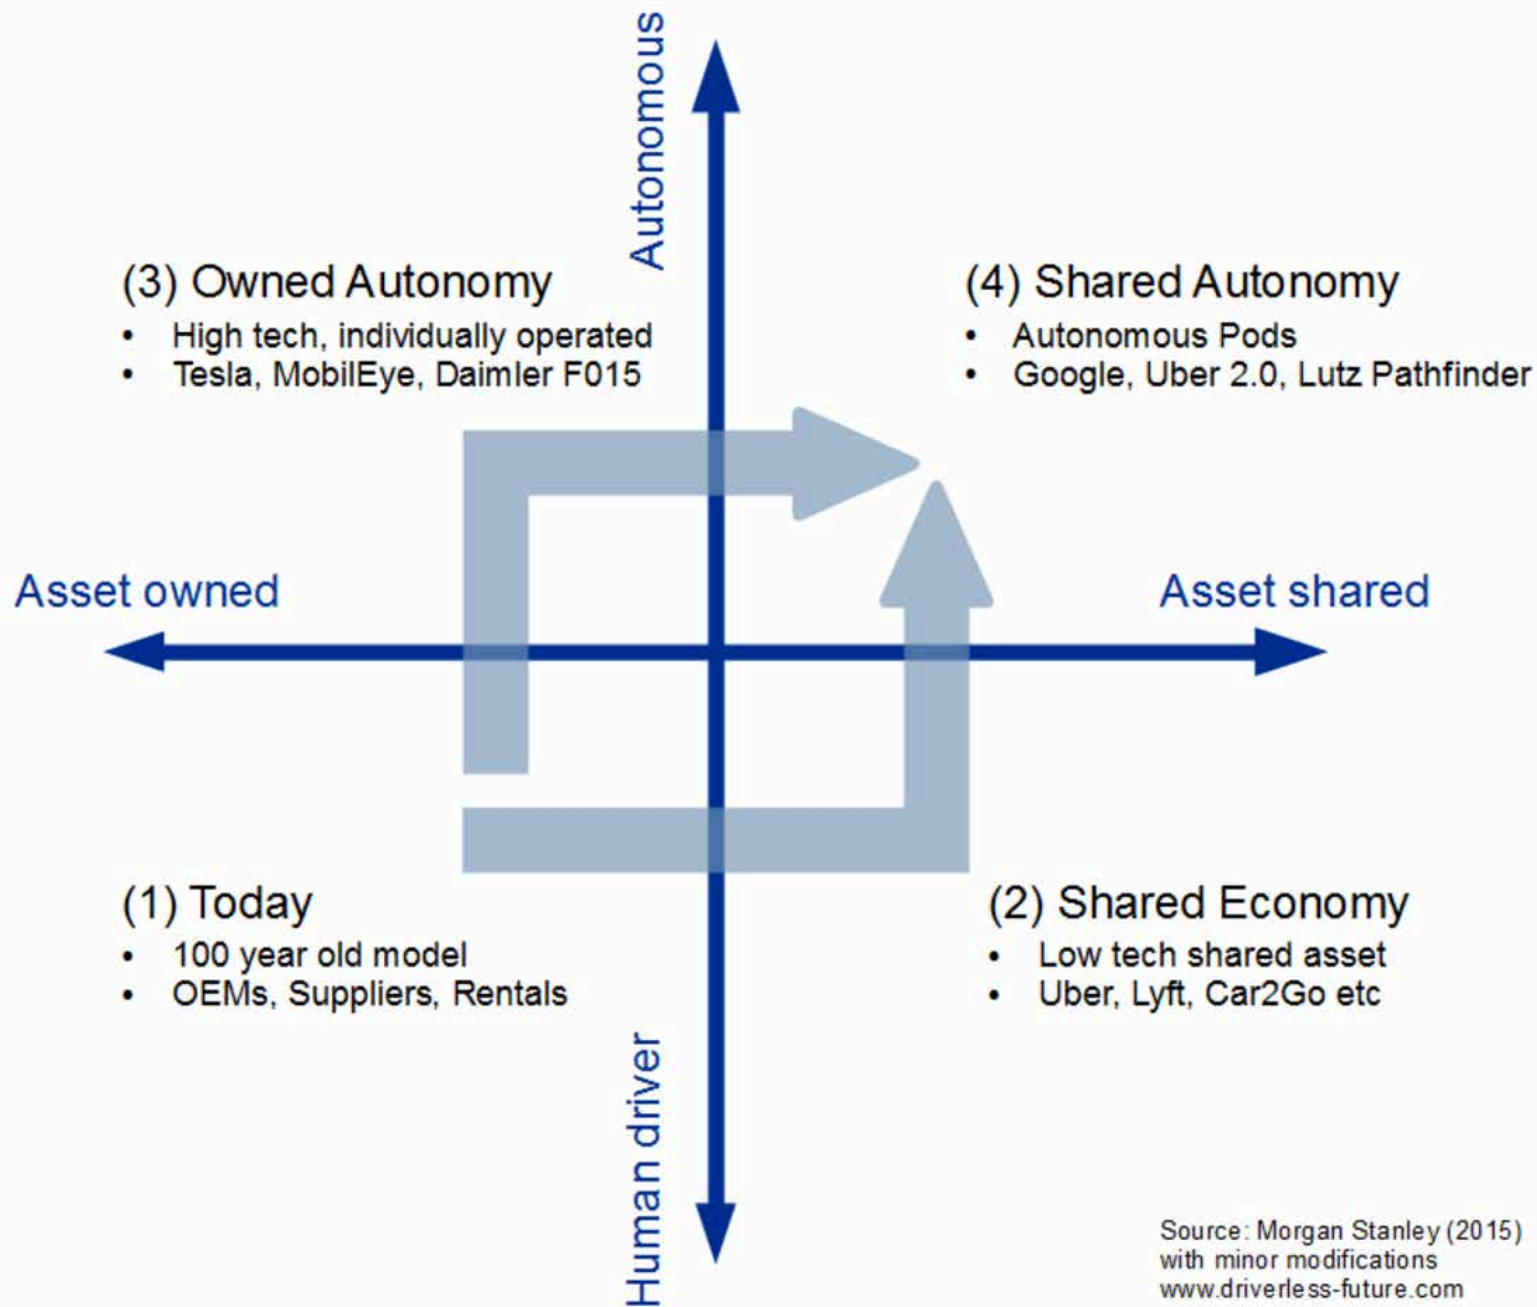 Autonomous
(3) Owned Autonomy
• High tech, individually operated
• Tesla, MobilEye, Daimler F015
(4) Shared Autonomy
• Autonomous Pods
• Google, Uber 2.0, Lutz Pathfinder
Asset owned
Asset shared
(1) Today
• 100 year old model
• OEMs, Suppliers, Rentals
(2) Shared Economy
• Low tech shared asset
• Uber, Lyft, Car2Go etc
Human driver
Source: Morgan Stanley (2015)
with minor modifications
www.driverless-future.com